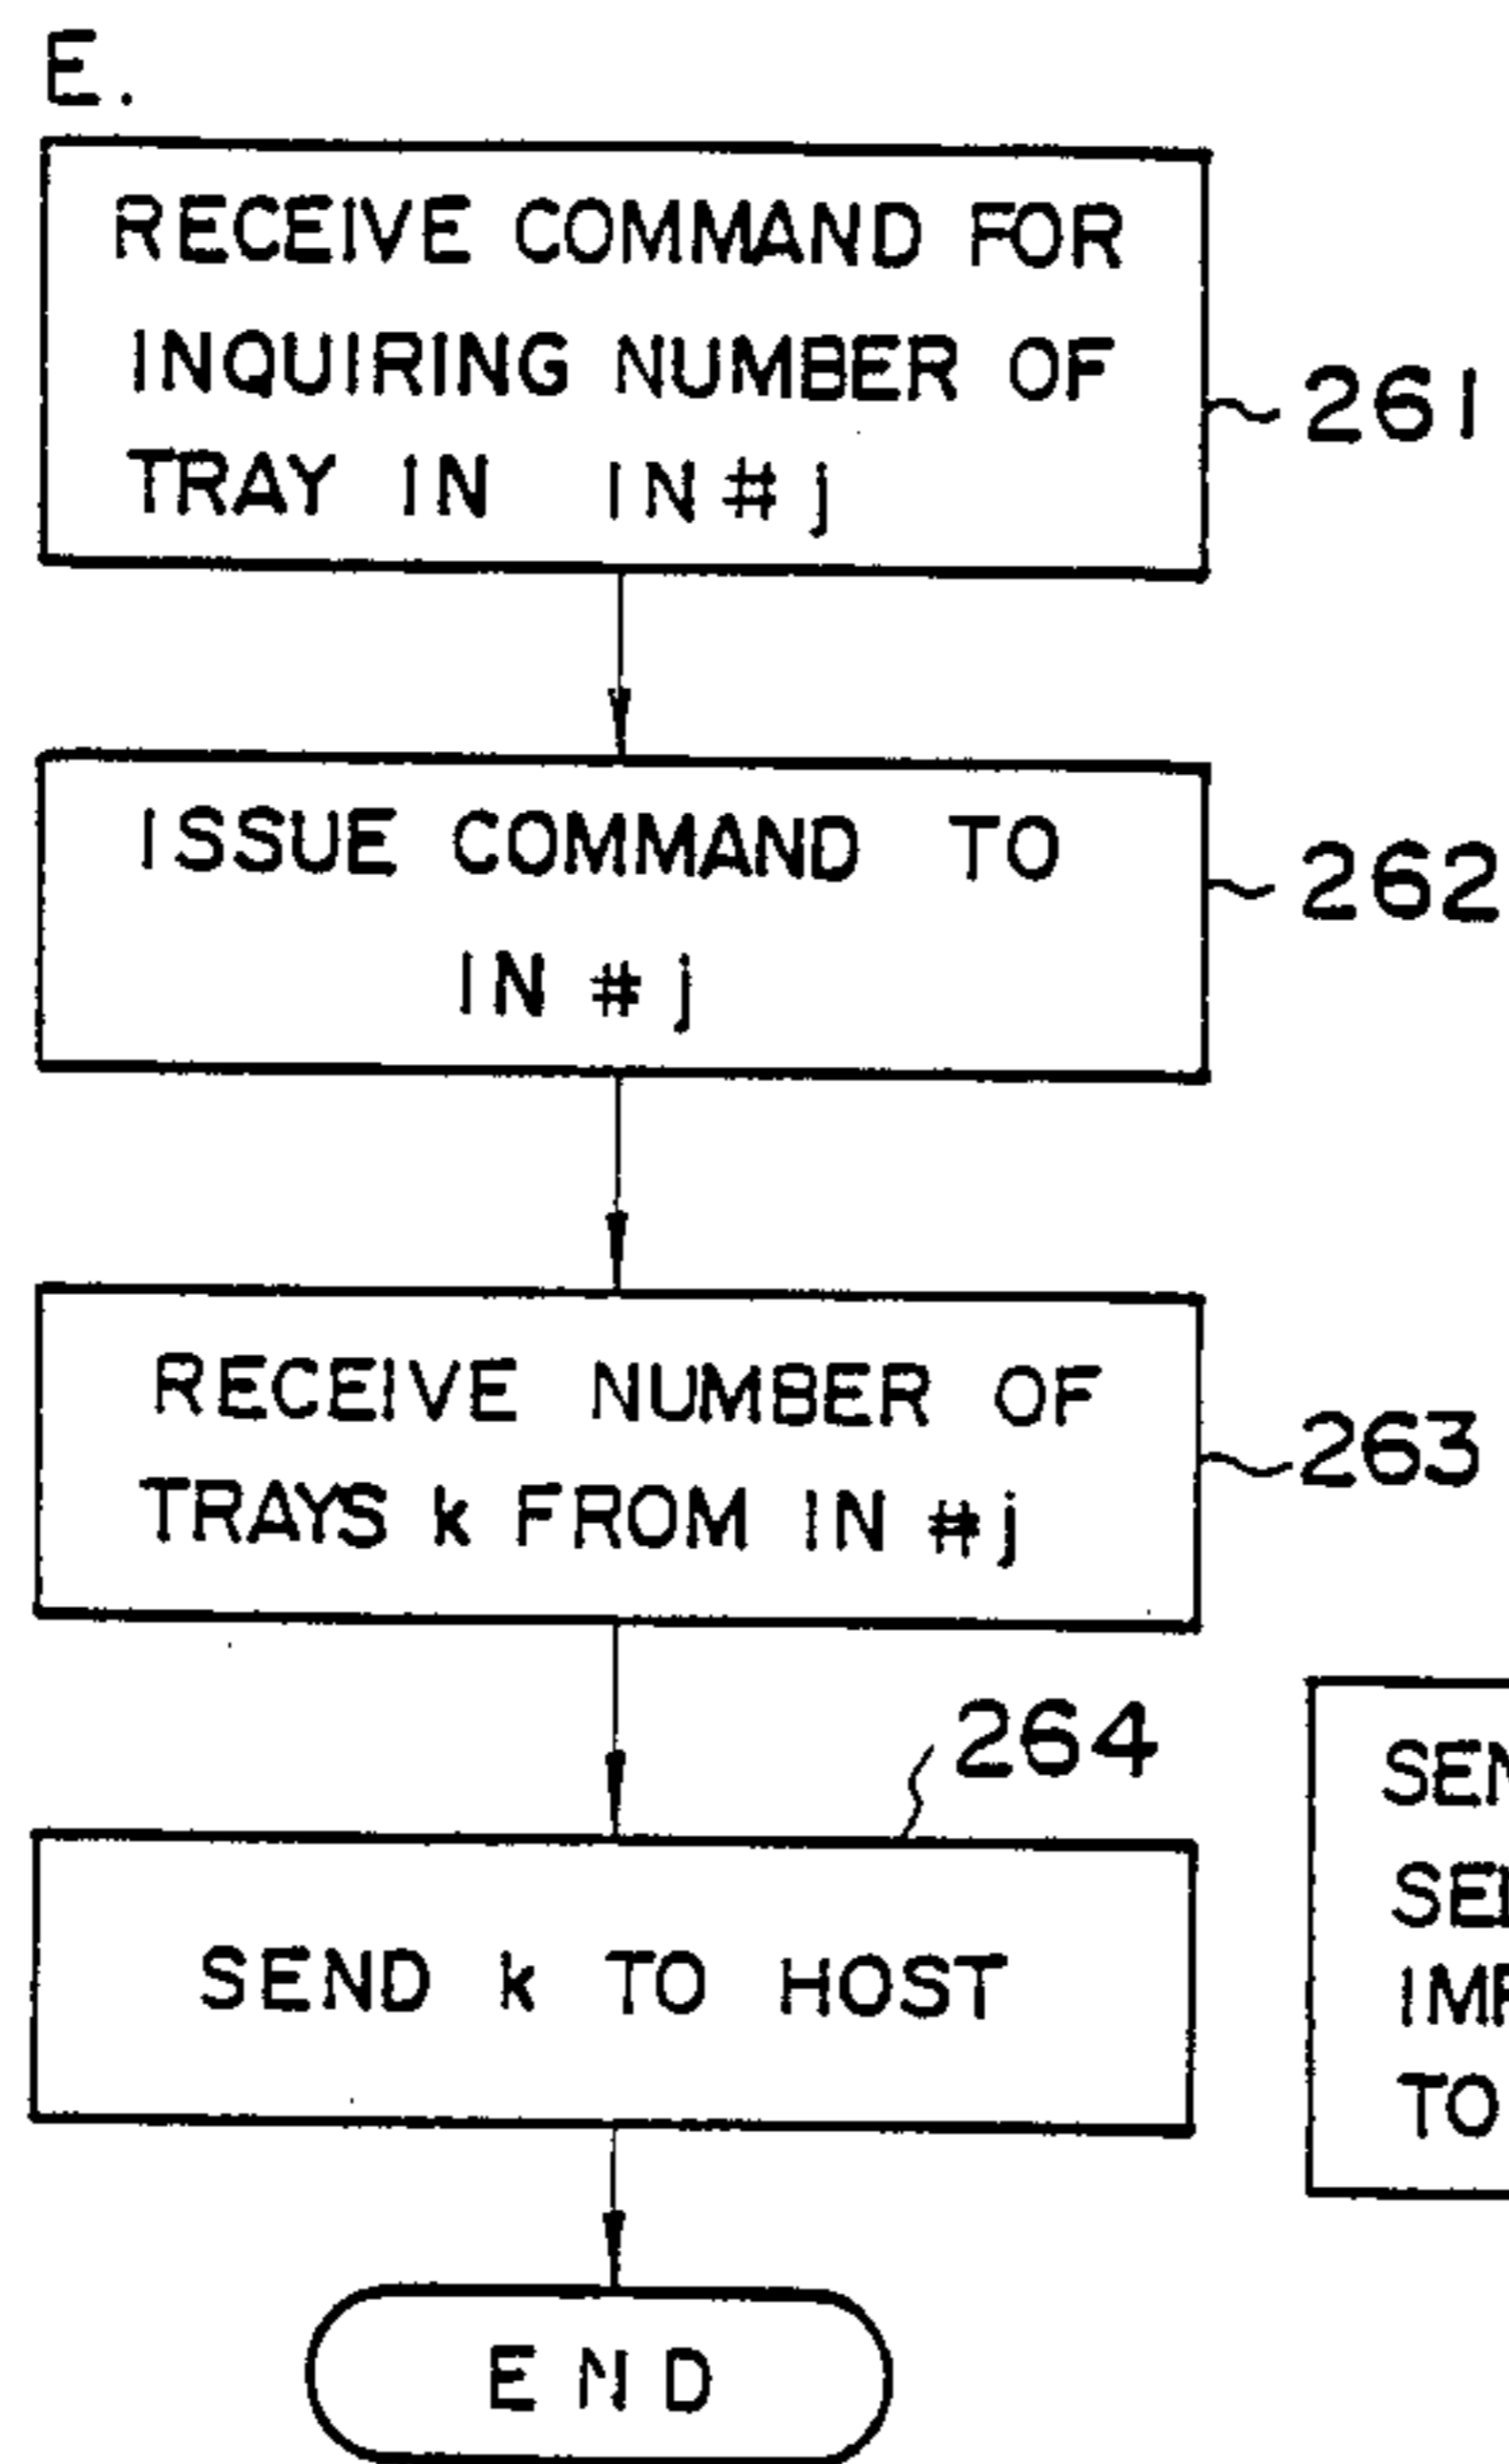 E.
RECEIVE COMMAND FOR
INQUIRING NUMBER OF
TRAY IN IN#j
261
ISSUE COMMAND TO
IN #j
262
RECEIVE NUMBER OF
TRAYS k FROM IN #j
263
264
SEND k TO HOST
END
TO